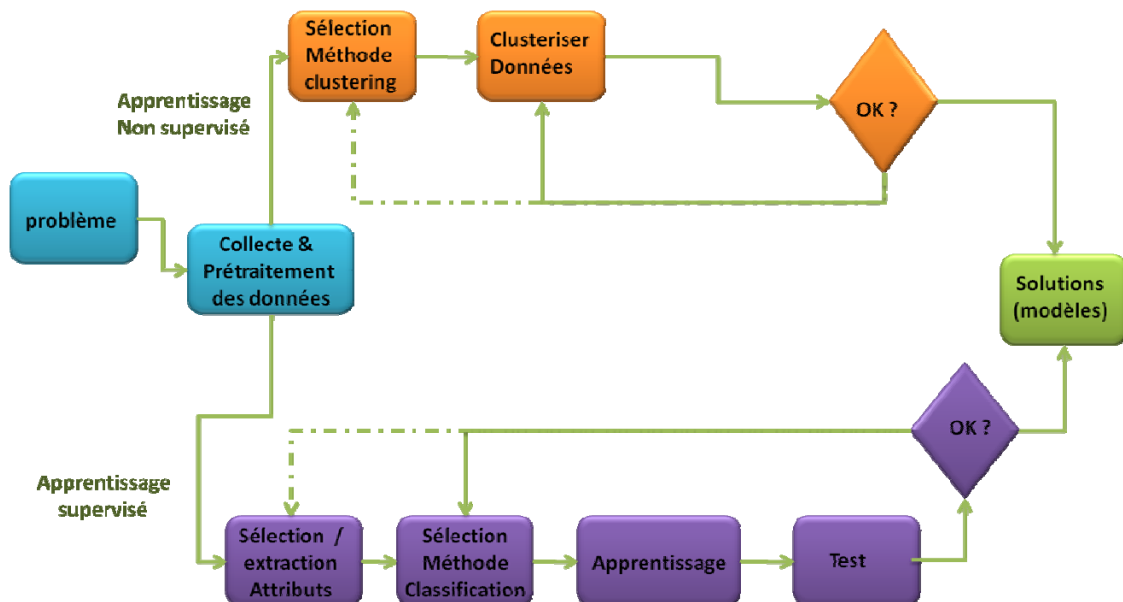 Sélection
Méthode
clustering
Clusteriser
Données
OK ?
Apprentissage
Non supervisé
problème
Collecte &
Prétraitement
des données
Solutions
(modèles)
OK ?
Apprentissage
supervisé
Sélection /
extraction
Attributs
Sélection
Méthode
Classification
Apprentissage
Test